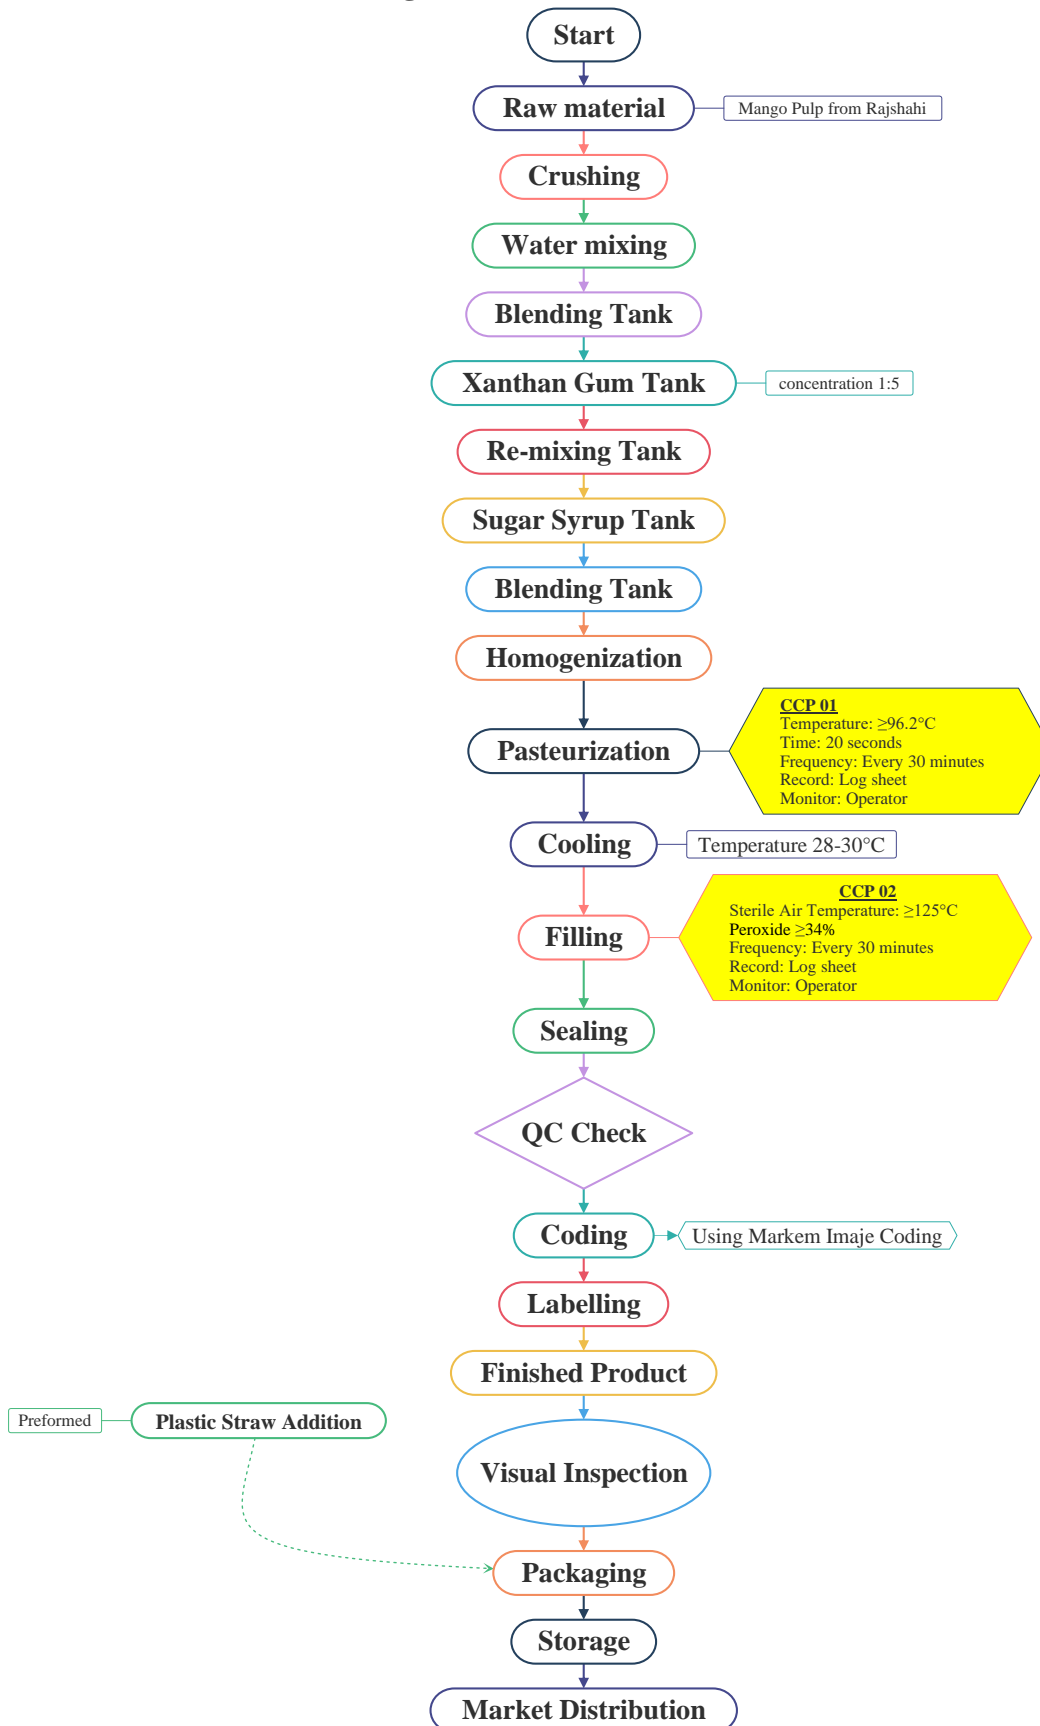 Start
Raw material
Mango Pulp from Rajshahi
Crushing
Water mixing
Blending Tank
Xanthan Gum Tank
concentration 1:5
Re-mixing Tank
Sugar Syrup Tank
Blending Tank
Homogenization
Pasteurization
CCP 01
Temperature: ≥96.2°C
Time: 20 seconds
Frequency: Every 30 minutes
Record: Log sheet
Monitor: Operator
Cooling
Temperature 28-30°C
Filling
CCP 02
Sterile Air Temperature: ≥125°C
Peroxide ≥34%
Frequency: Every 30 minutes
Record: Log sheet
Monitor: Operator
Sealing
QC Check
Coding
Using Markem Imaje Coding
Labelling
Finished Product
Preformed
Plastic Straw Addition
Visual Inspection
Packaging
Storage
Market Distribution